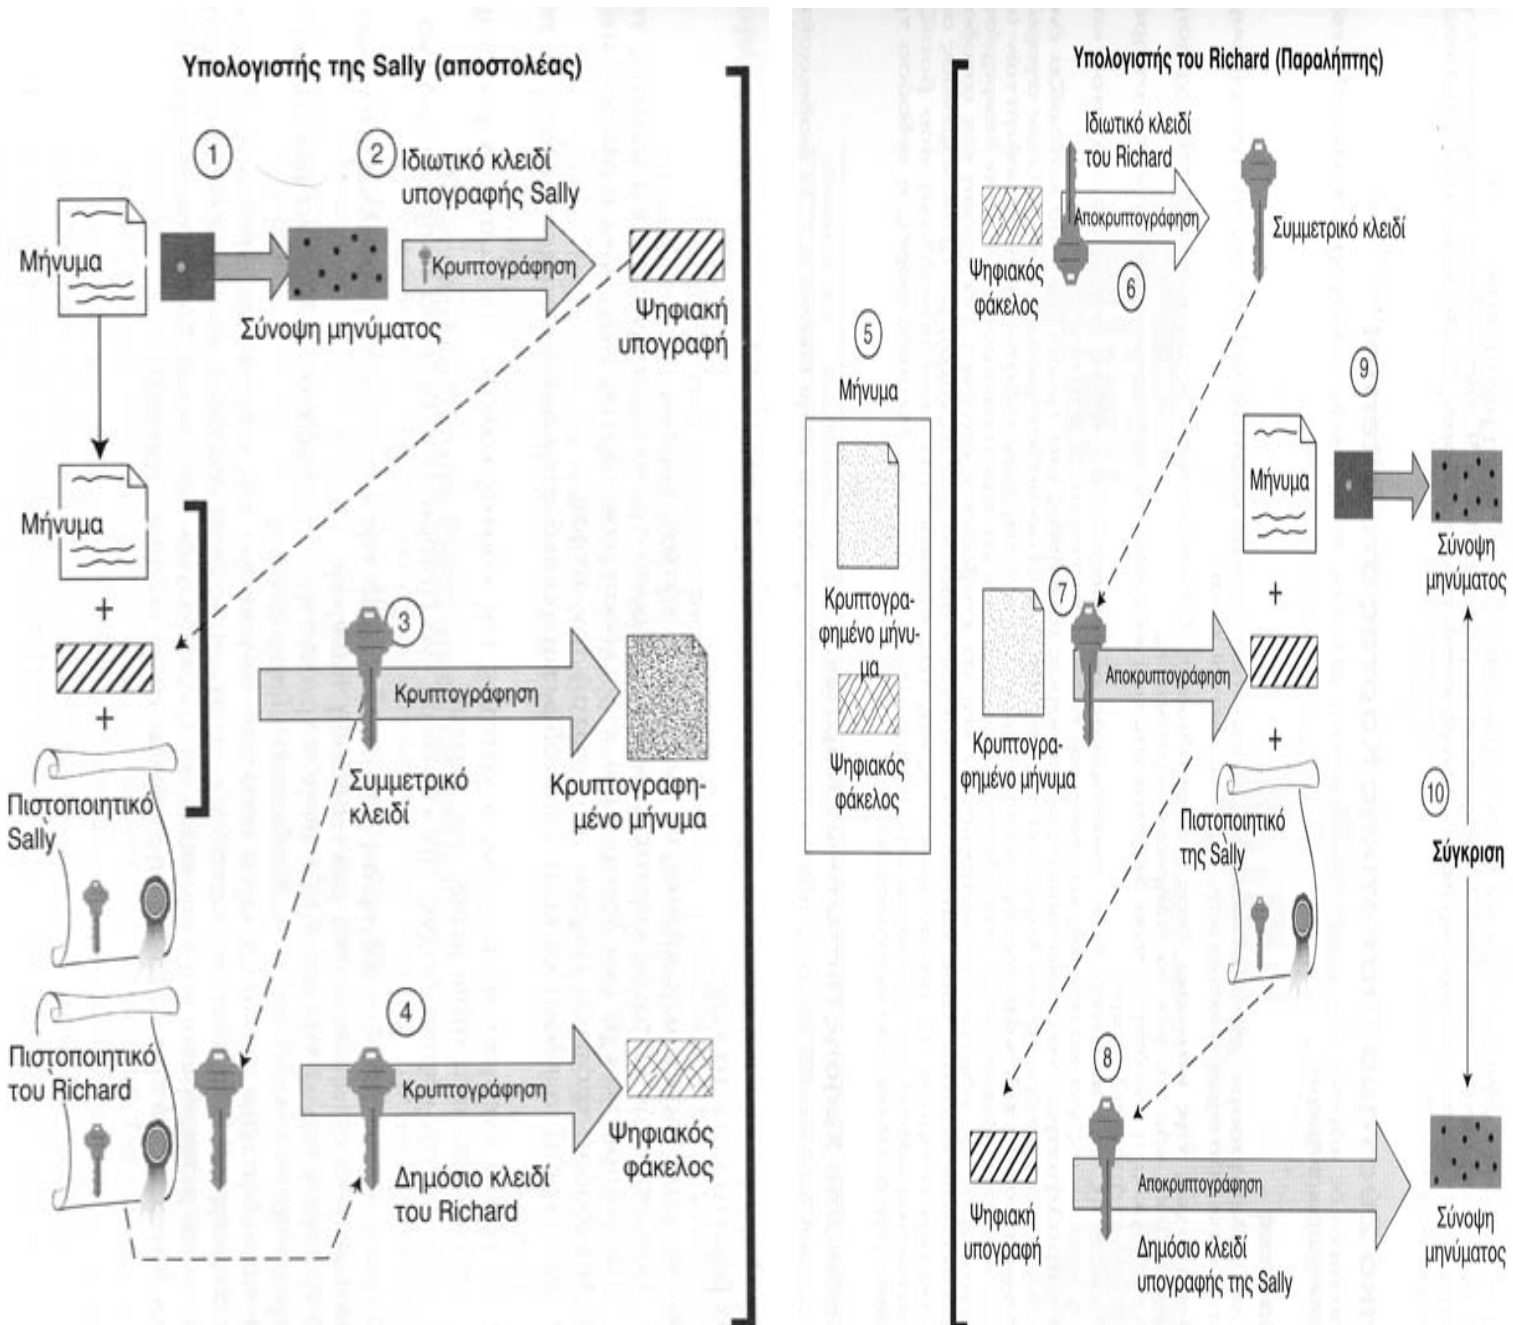 Υπολογιστής της Sally (αποστολέας)
1
2
Ιδιωτικό κλειδί
υπογραφής Sally
Μήνυμα
Κρυπτογράφηση
Σύνοψη μηνύματος
Ψηφιακή
υπογραφή
Μήνυμα
+
+
3
Κρυπτογράφηση
Συμμετρικό
κλειδί
Κρυπτογραφη-
μένο μήνυμα
Πιστοποιητικό
Sally
Πιστοποιητικό
του Richard
4
Κρυπτογράφηση
Δημόσιο κλειδί
του Richard
Ψηφιακός
φάκελος
5
Μήνυμα
Κρυπτογρα-
φημένο μήνυ-
μα
Ψηφιακός
φάκελος
Υπολογιστής του Richard (Παραλήπτης)
Ιδιωτικό κλειδί
του Richard
Αποκρυπτογράφηση
Ψηφιακός
φάκελος
6
Συμμετρικό κλειδί
7
Αποκρυπτογράφηση
Κρυπτογρα-
φημένο μήνυμα
9
Μήνυμα
+
+
Σύνοψη
μηνύματος
Πιστοποιητικό
της Sally
10
Σύγκριση
8
Αποκρυπτογράφηση
Ψηφιακή
υπογραφή
Δημόσιο κλειδί
υπογραφής της Sally
Σύνοψη
μηνύματος